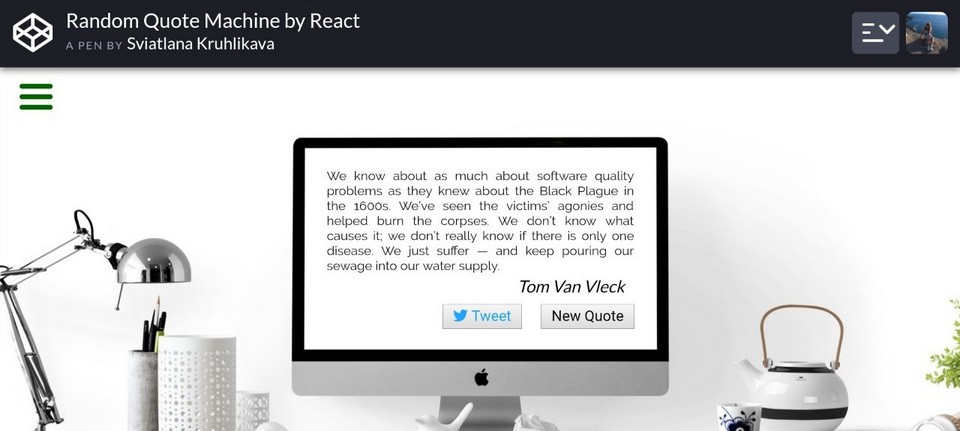 Random Quote Machine by React
A PEN BY Sviatlana Kruhlikava
We know about as much about software quality
problems as they knew about the Black Plague in
the 1600s. We've seen the victims' agonies and
helped burn the corpses. We don't know what
causes it; we don't really know if there is only one
disease. We just suffer — and keep pouring our
sewage into our water supply.
Tom Van Vleck
Tweet
New Quote